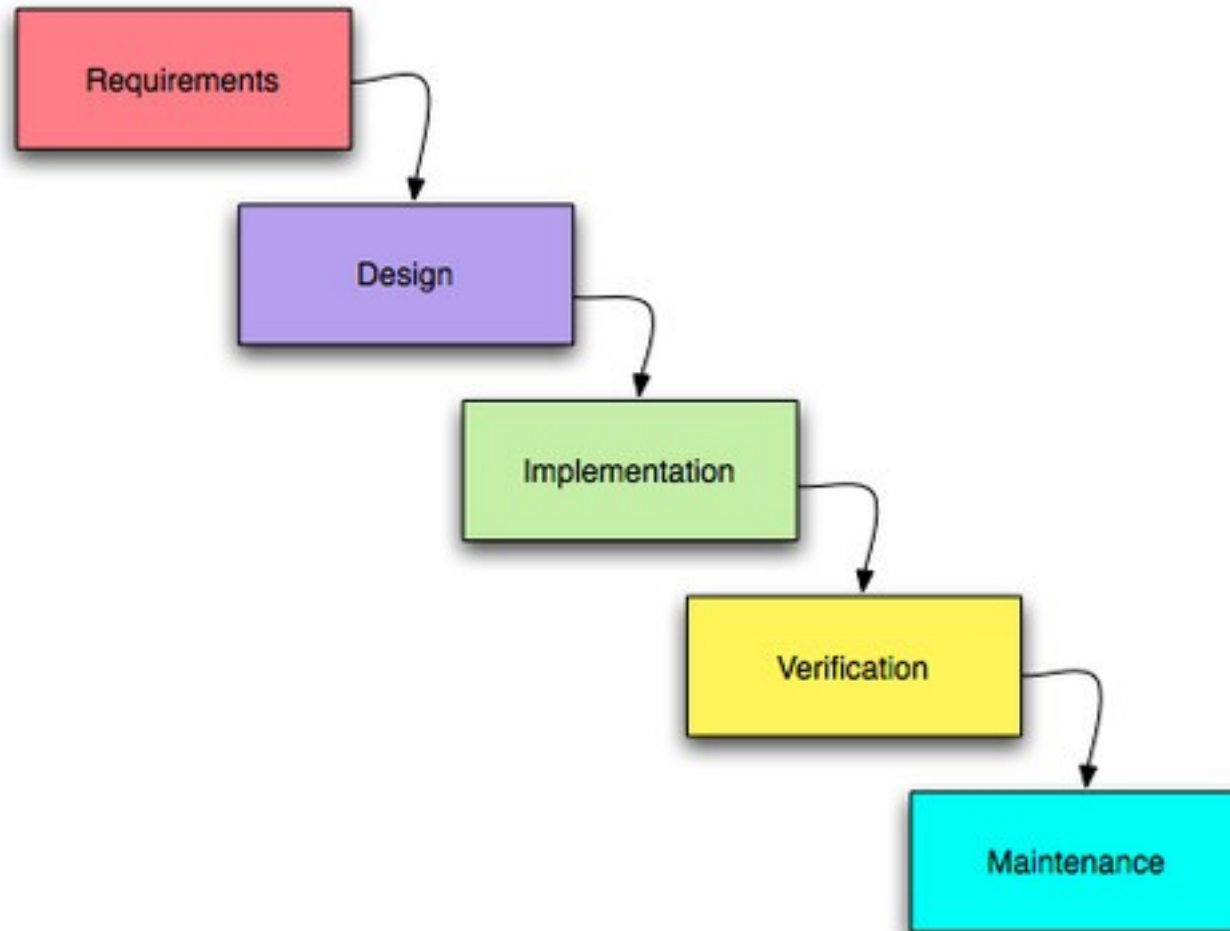 Requirements
Design
Implementation
Verification
Maintenance